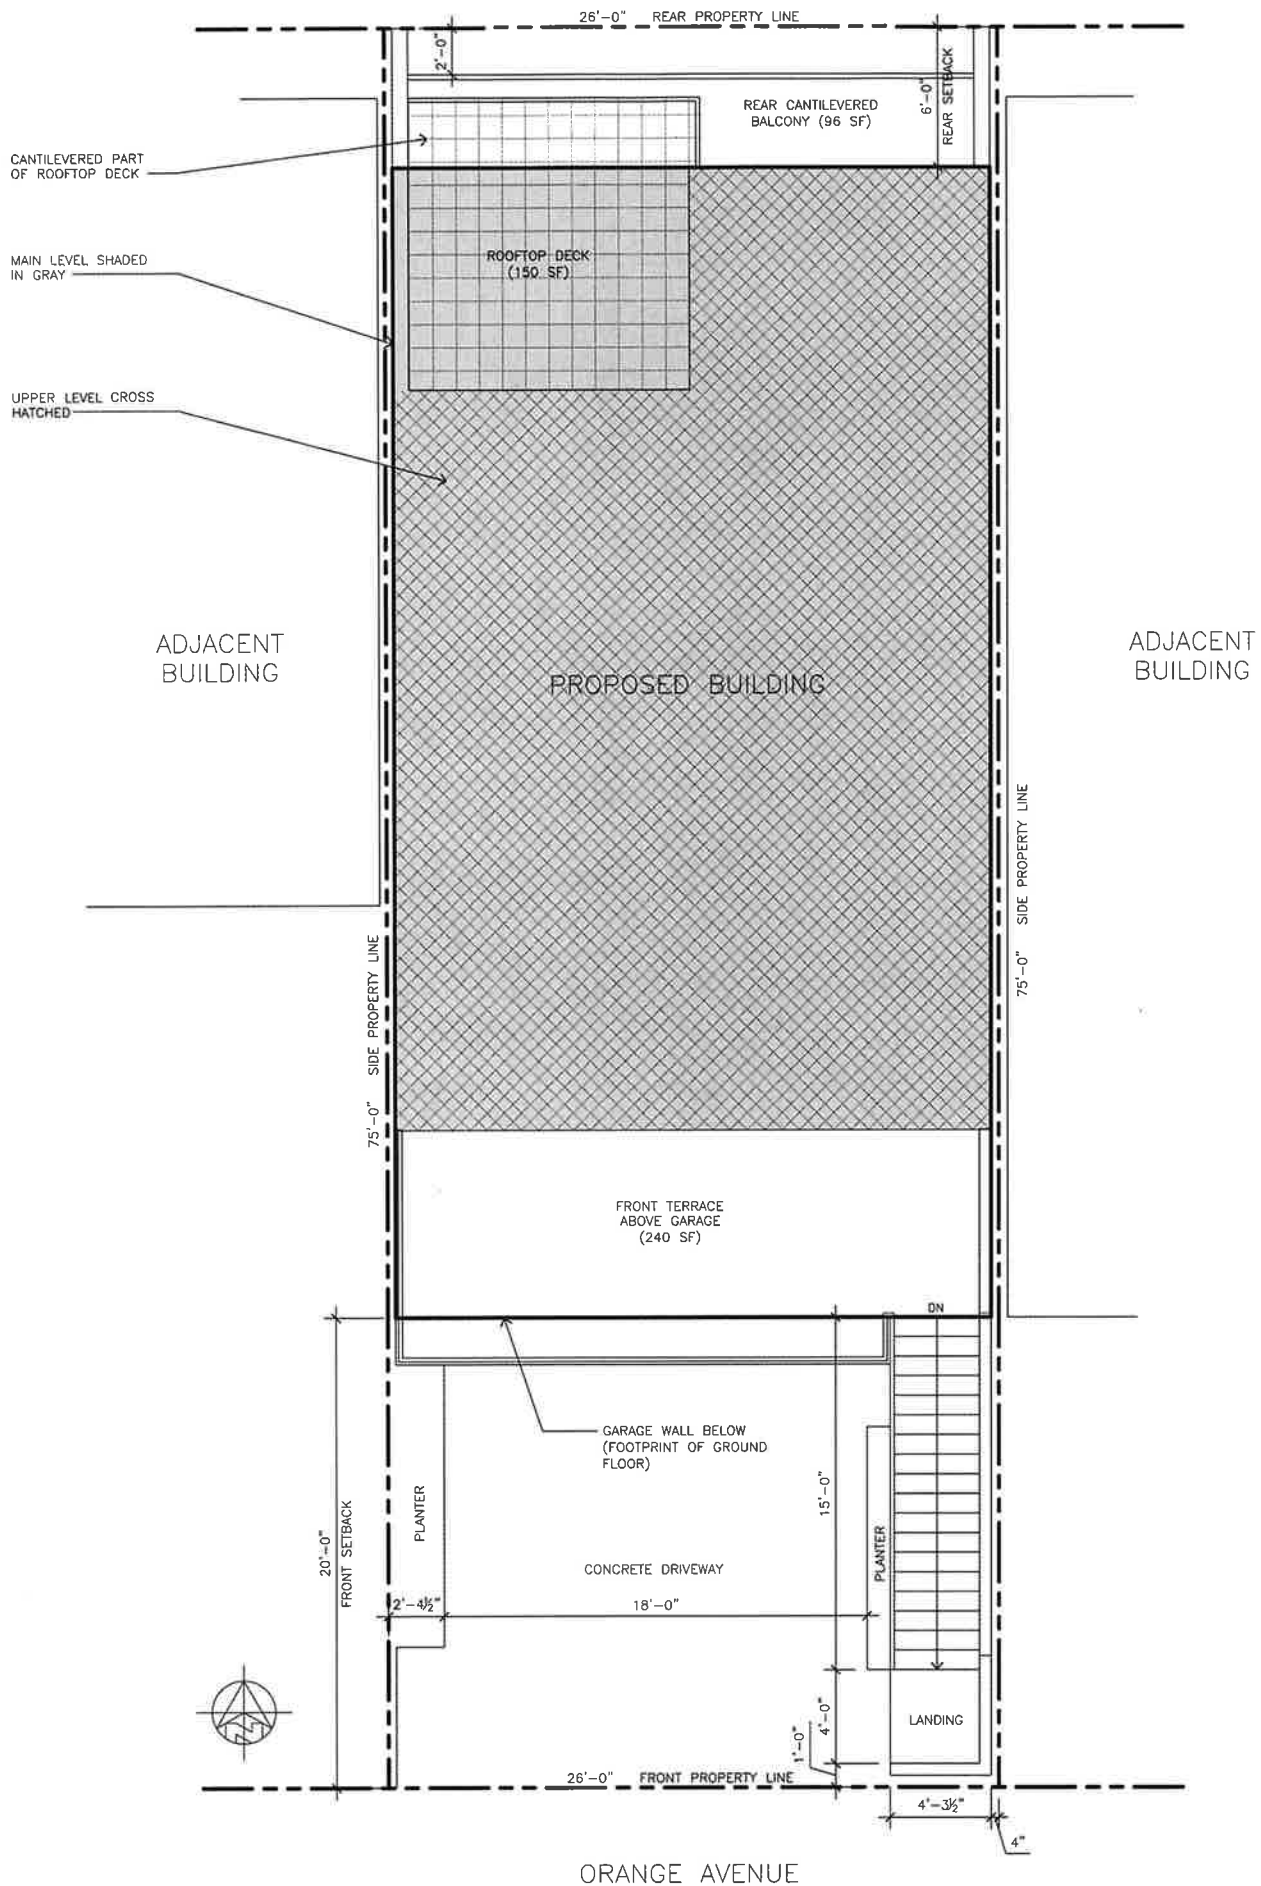 26'-0" REAR PROPERTY LINE
2'-0"
6'-0"
REAR SETBACK
REAR CANTILEVERED
BALCONY (96 SF)
CANTILEVERED PART
OF ROOFTOP DECK
ROOFTOP DECK
(150 SF)
MAIN LEVEL SHADED
IN GRAY
UPPER LEVEL CROSS
HATCHED
ADJACENT
BUILDING
PROPOSED BUILDING
ADJACENT
BUILDING
75'-0" SIDE PROPERTY LINE
75'-0" SIDE PROPERTY LINE
FRONT TERRACE
ABOVE GARAGE
(240 SF)
DN
GARAGE WALL BELOW
(FOOTPRINT OF GROUND
FLOOR)
20'-0"
FRONT SETBACK
PLANTER
15'-0"
PLANTER
CONCRETE DRIVEWAY
2'-4½"
18'-0"
N
4'-0"
1'-0"
LANDING
26'-0" FRONT PROPERTY LINE
4'-3½"
4"
ORANGE AVENUE